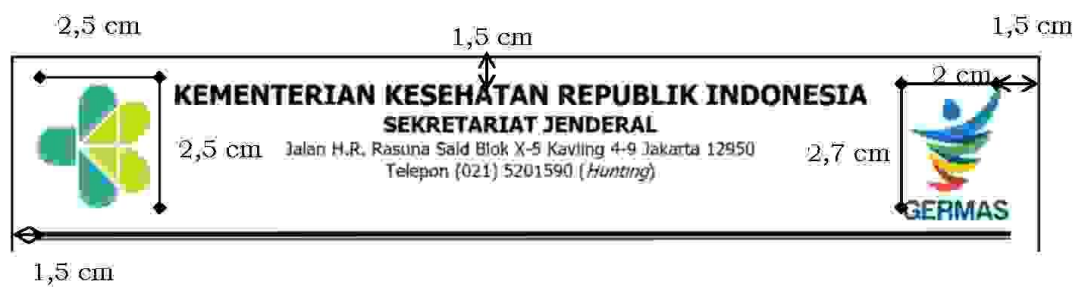 2,5 cm
1,5 cm
1,5 cm
2 cm
KEMENTERIAN KESEHATAN REPUBLIK INDONESIA
SEKRETARIAT JENDERAL
2,5 cm
Jalan H.R. Rasuna Said Blok X-5 Kavling 4-9 Jakarta 12950
2,7 cm
Telepon (021) 5201590 (Hunting)
GERMAS
1,5 cm